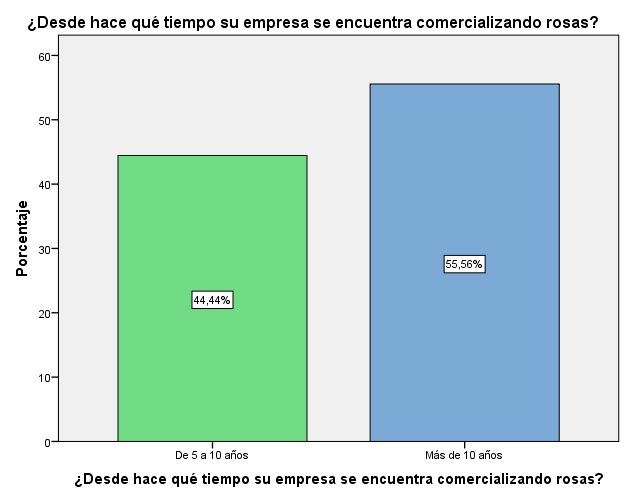 ¿Desde hace qué tiempo su empresa se encuentra comercializando rosas?
60
50
40
30
20
10
0
Porcentaje
44,44%
55,56%
De 5 a 10 años
Más de 10 años
¿Desde hace qué tiempo su empresa se encuentra comercializando rosas?